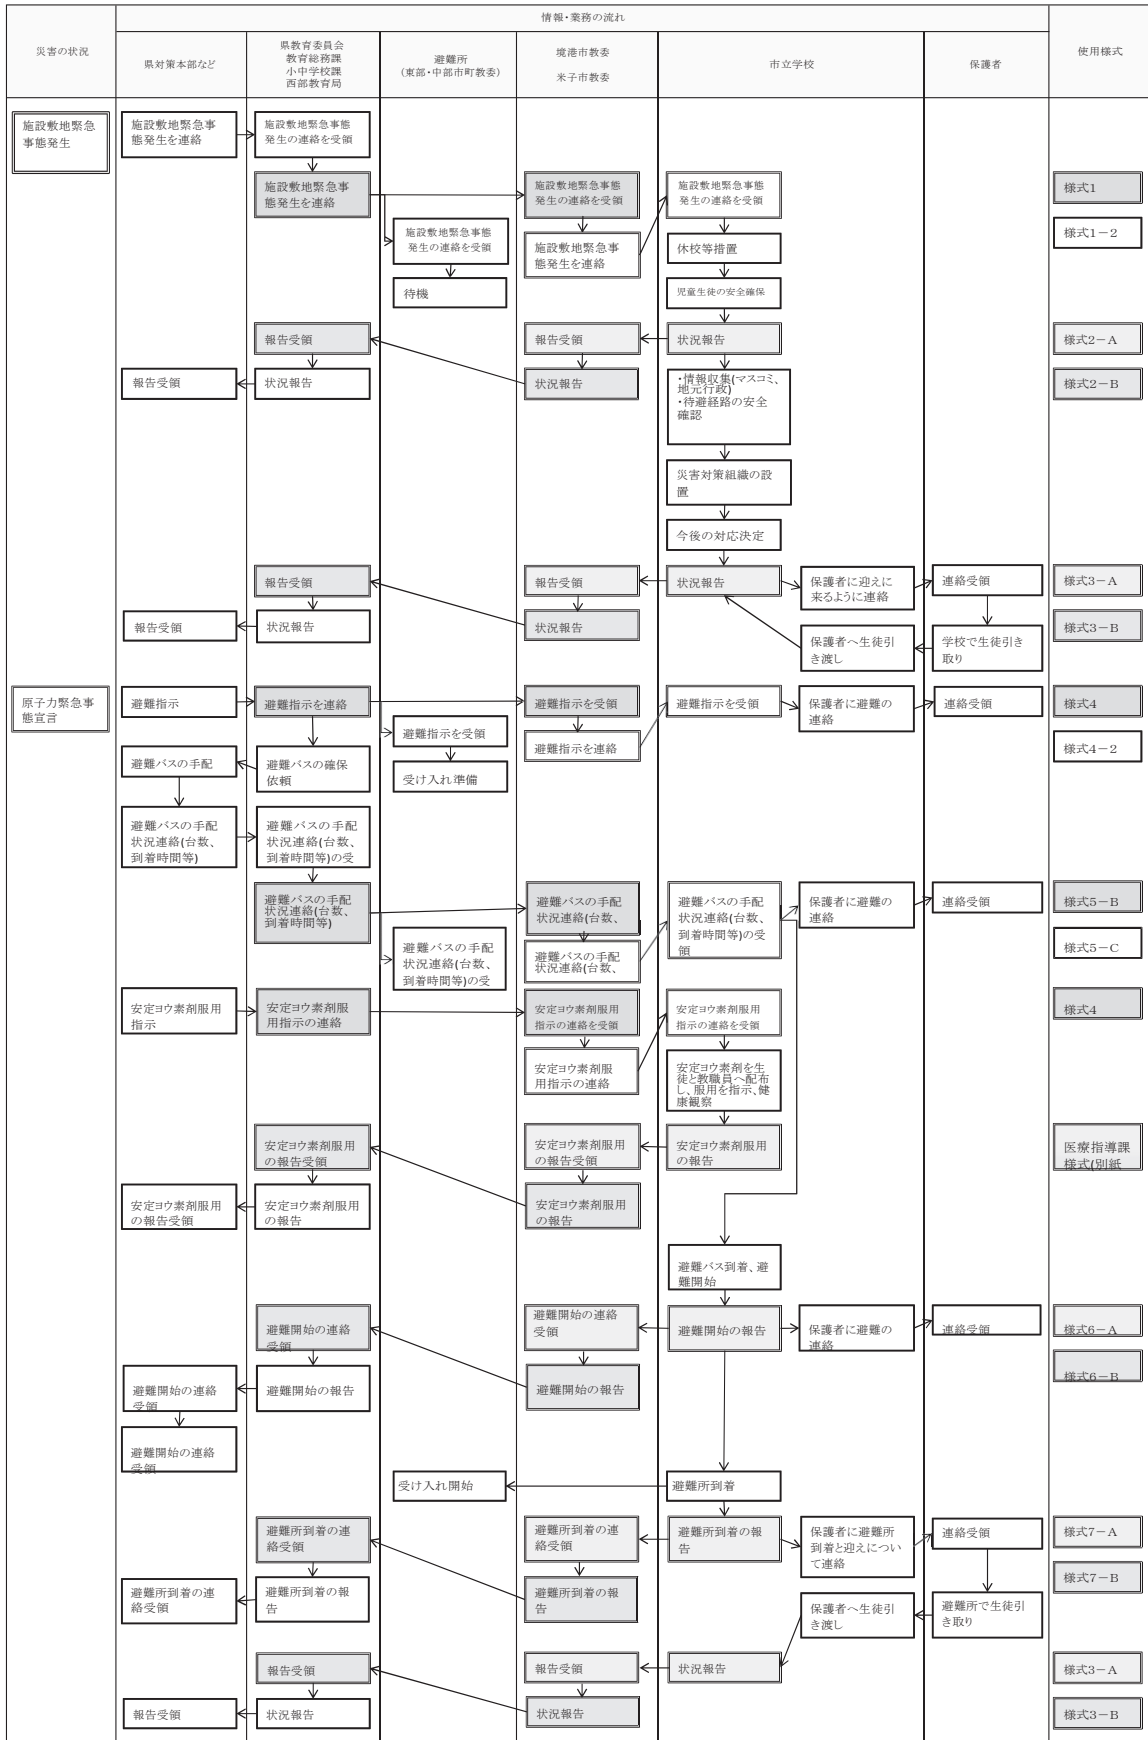 情報・業務の流れ
災害の状況
県対策本部など
県教育委員会
教育総務課
小中学校課
西部教育局
避難所
(東部・中部市町教委)
境港市教委
米子市教委
市立学校
保護者
使用様式
施設敷地緊急
事態発生
施設敷地緊急事
態発生を連絡
施設敷地緊急事態
発生の連絡を受領
施設敷地緊急事
態発生を連絡
施設敷地緊急事態
発生の連絡を受領
施設敷地緊急事態
発生の連絡を受領
様式1
施設敷地緊急事態
発生の連絡を受領
施設敷地緊急事
態発生を連絡
休校等措置
様式1-2
待機
児童生徒の安全確保
報告受領
報告受領
状況報告
様式2-A
報告受領
状況報告
状況報告
・情報収集(マスコミ、
地元行政)
・待避経路の安全
確認
様式2-B
災害対策組織の設
置
今後の対応決定
報告受領
報告受領
状況報告
保護者に迎えに
来るように連絡
連絡受領
様式3-A
報告受領
状況報告
状況報告
保護者へ生徒引
き渡し
学校で生徒引き
取り
様式3-B
原子力緊急事
態宣言
避難指示
避難指示を連絡
避難指示を受領
避難指示を受領
保護者に避難の
連絡
連絡受領
様式4
避難指示を受領
避難指示を連絡
様式4-2
避難バスの手配
避難バスの確保
依頼
受け入れ準備
避難バスの手配
状況連絡(台数、
到着時間等)
避難バスの手配
状況連絡(台数、
到着時間等)の受
避難バスの手配
状況連絡(台数、
到着時間等)
避難バスの手配
状況連絡(台数、
避難バスの手配
状況連絡(台数、
到着時間等)の受
領
保護者に避難の
連絡
連絡受領
様式5-B
避難バスの手配
状況連絡(台数、
到着時間等)の受
避難バスの手配
状況連絡(台数、
様式5-C
安定ヨウ素剤服用
指示
安定ヨウ素剤服
用指示の連絡
安定ヨウ素剤服用
指示の連絡を受領
安定ヨウ素剤服用
指示の連絡を受領
様式4
安定ヨウ素剤服
用指示の連絡
安定ヨウ素剤を生
徒と教職員へ配布
し、服用を指示、健
康観察
安定ヨウ素剤服用
の報告受領
安定ヨウ素剤服用
の報告受領
安定ヨウ素剤服用
の報告
医療指導課
様式(別紙
安定ヨウ素剤服用
の報告受領
安定ヨウ素剤服用
の報告
安定ヨウ素剤服用
の報告
避難バス到着、避
難開始
避難開始の連絡
受領
避難開始の連絡
受領
避難開始の報告
保護者に避難の
連絡
連絡受領
様式6-A
避難開始の連絡
受領
避難開始の報告
避難開始の報告
様式6-B
避難開始の連絡
受領
受け入れ開始
避難所到着
避難所到着の連
絡受領
避難所到着の連
絡受領
避難所到着の報
告
保護者に避難所
到着と迎えについ
て連絡
連絡受領
様式7-A
避難所到着の連
絡受領
避難所到着の報
告
避難所到着の報
告
保護者へ生徒引
き渡し
避難所で生徒引
き取り
様式7-B
報告受領
報告受領
状況報告
様式3-A
報告受領
状況報告
状況報告
様式3-B